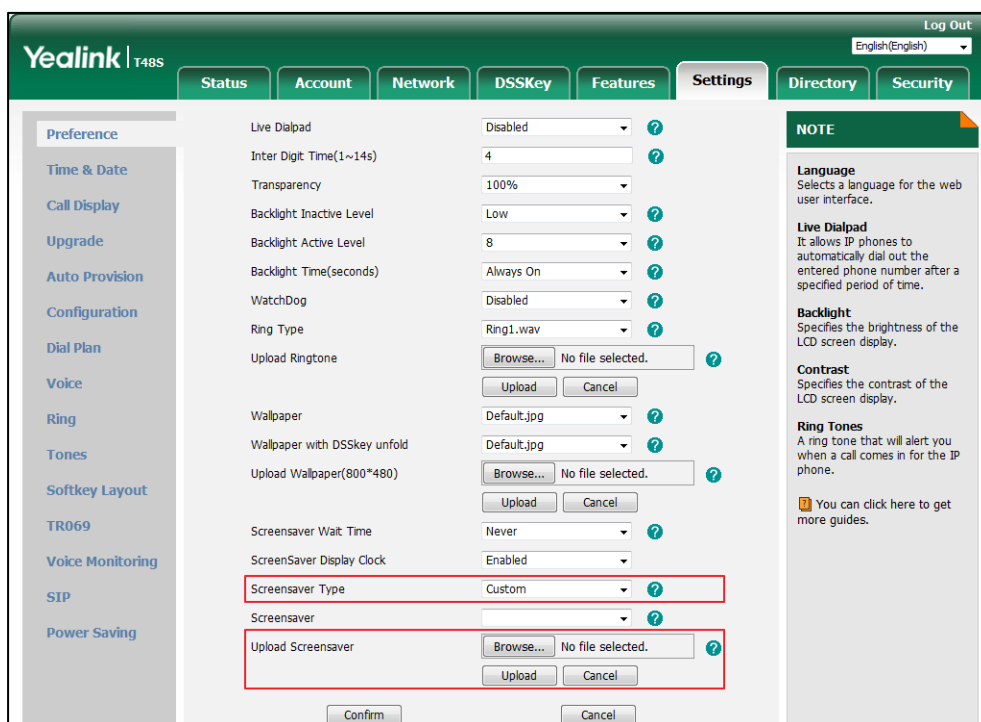 Log Out
Yealink T48S
English(English)
Status Account Network DSSKey Features Settings Directory Security
Preference
Time & Date
Call Display
Upgrade
Auto Provision
Configuration
Dial Plan
Voice
Ring
Tones
Softkey Layout
TR069
Voice Monitoring
SIP
Power Saving
Live Dialpad Disabled ?
Inter Digit Time(1~14s) 4 ?
Transparency 100%
Backlight Inactive Level Low ?
Backlight Active Level 8 ?
Backlight Time(seconds) Always On ?
WatchDog Disabled ?
Ring Type Ring1.wav ?
Upload Ringtone Browse... No file selected. ?
Upload Cancel
Wallpaper Default.jpg ?
Wallpaper with DSSkey unfold Default.jpg ?
Upload Wallpaper(800*480) Browse... No file selected. ?
Upload Cancel
Screensaver Wait Time Never ?
ScreenSaver Display Clock Enabled
Screensaver Type Custom ?
Screensaver ?
Upload Screensaver Browse... No file selected. ?
Upload Cancel
Confirm Cancel
NOTE
Language
Selects a language for the web
user interface.
Live Dialpad
It allows IP phones to
automatically dial out the
entered phone number after a
specified period of time.
Backlight
Specifies the brightness of the
LCD screen display.
Contrast
Specifies the contrast of the
LCD screen display.
Ring Tones
A ring tone that will alert you
when a call comes in for the IP
phone.
? You can click here to get
more guides.